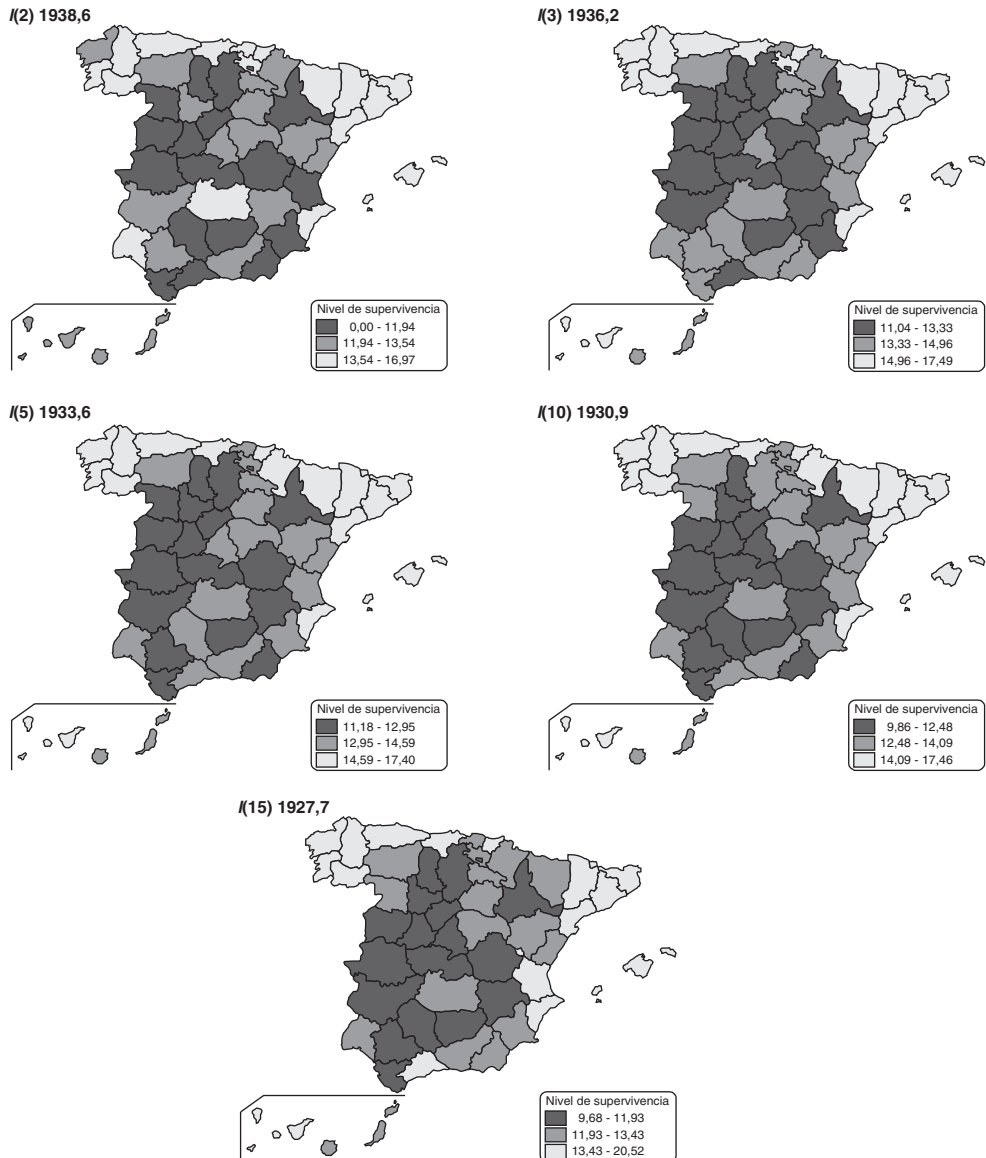 l(2) 1938,6
Nivel de supervivencia
0,00 - 11,94
11,94 - 13,54
13,54 - 16,97
l(3) 1936,2
Nivel de supervivencia
11,04 - 13,33
13,33 - 14,96
14,96 - 17,49
l(5) 1933,6
Nivel de supervivencia
11,18 - 12,95
12,95 - 14,59
14,59 - 17,40
l(10) 1930,9
Nivel de supervivencia
9,86 - 12,48
12,48 - 14,09
14,09 - 17,46
l(15) 1927,7
Nivel de supervivencia
9,68 - 11,93
11,93 - 13,43
13,43 - 20,52